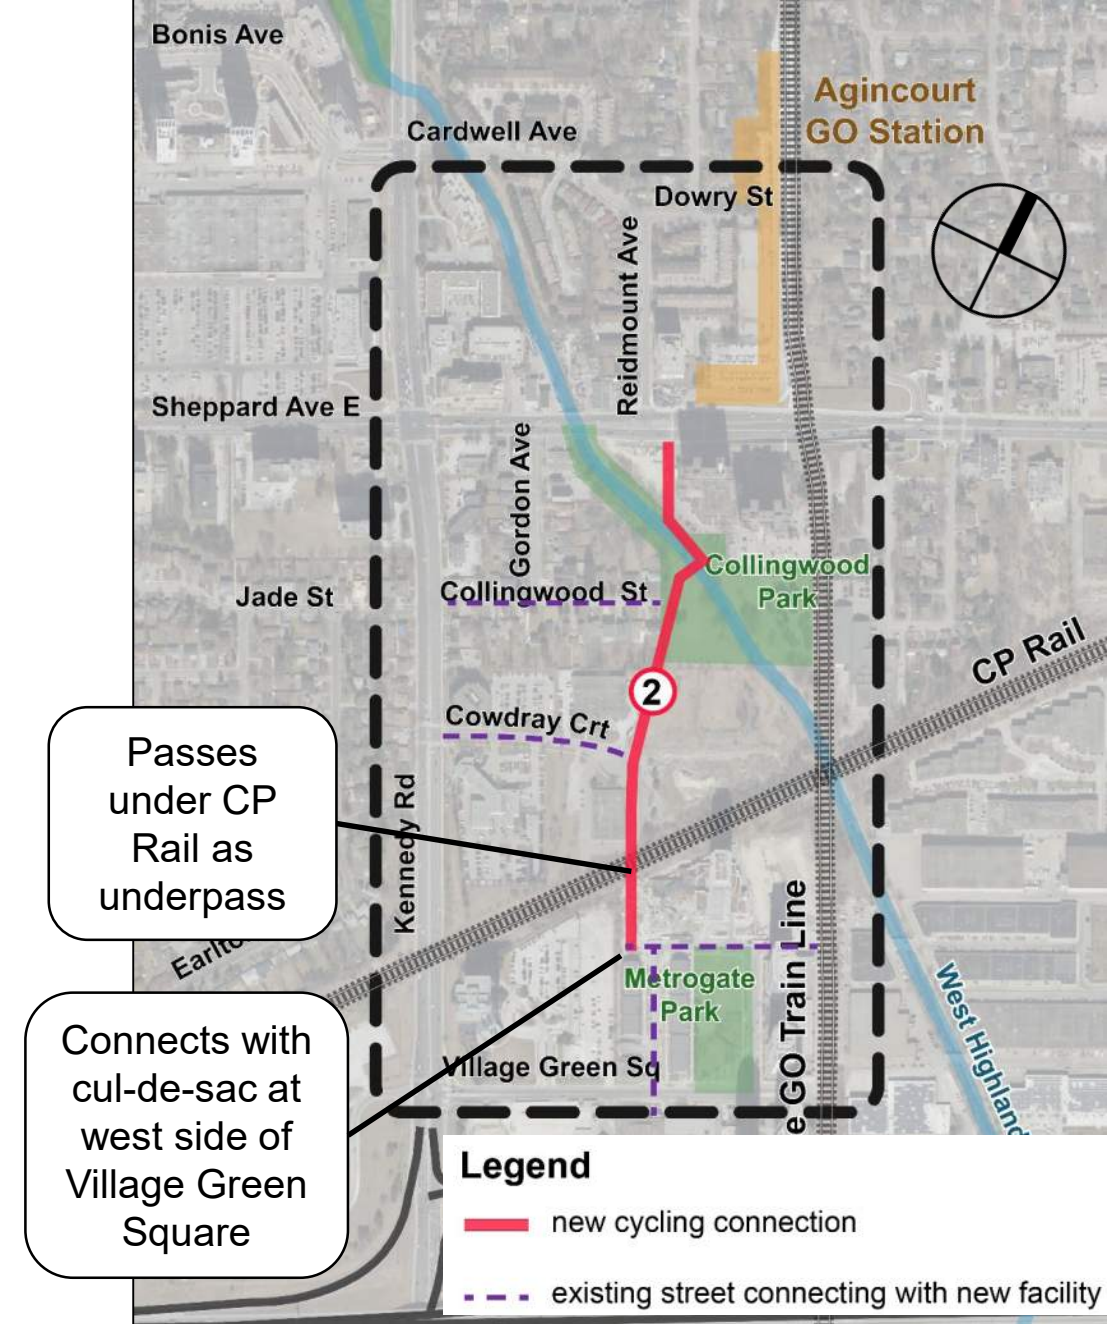 Bonis Ave
Agincourt
GO Station
Cardwell Ave
Dowry St
Reidmount Ave
Sheppard Ave E
Gordon Ave
Collingwood
Park
Jade St
Collingwood St
CP Rail
2
Cowdray Crt
Passes
under CP
Rail as
underpass
Kennedy Rd
Earlto
Metrogate
Park
e GO Train Line
West Highland
Connects with
cul-de-sac at
west side of
Village Green
Square
Village Green Sq
Legend
new cycling connection
existing street connecting with new facility